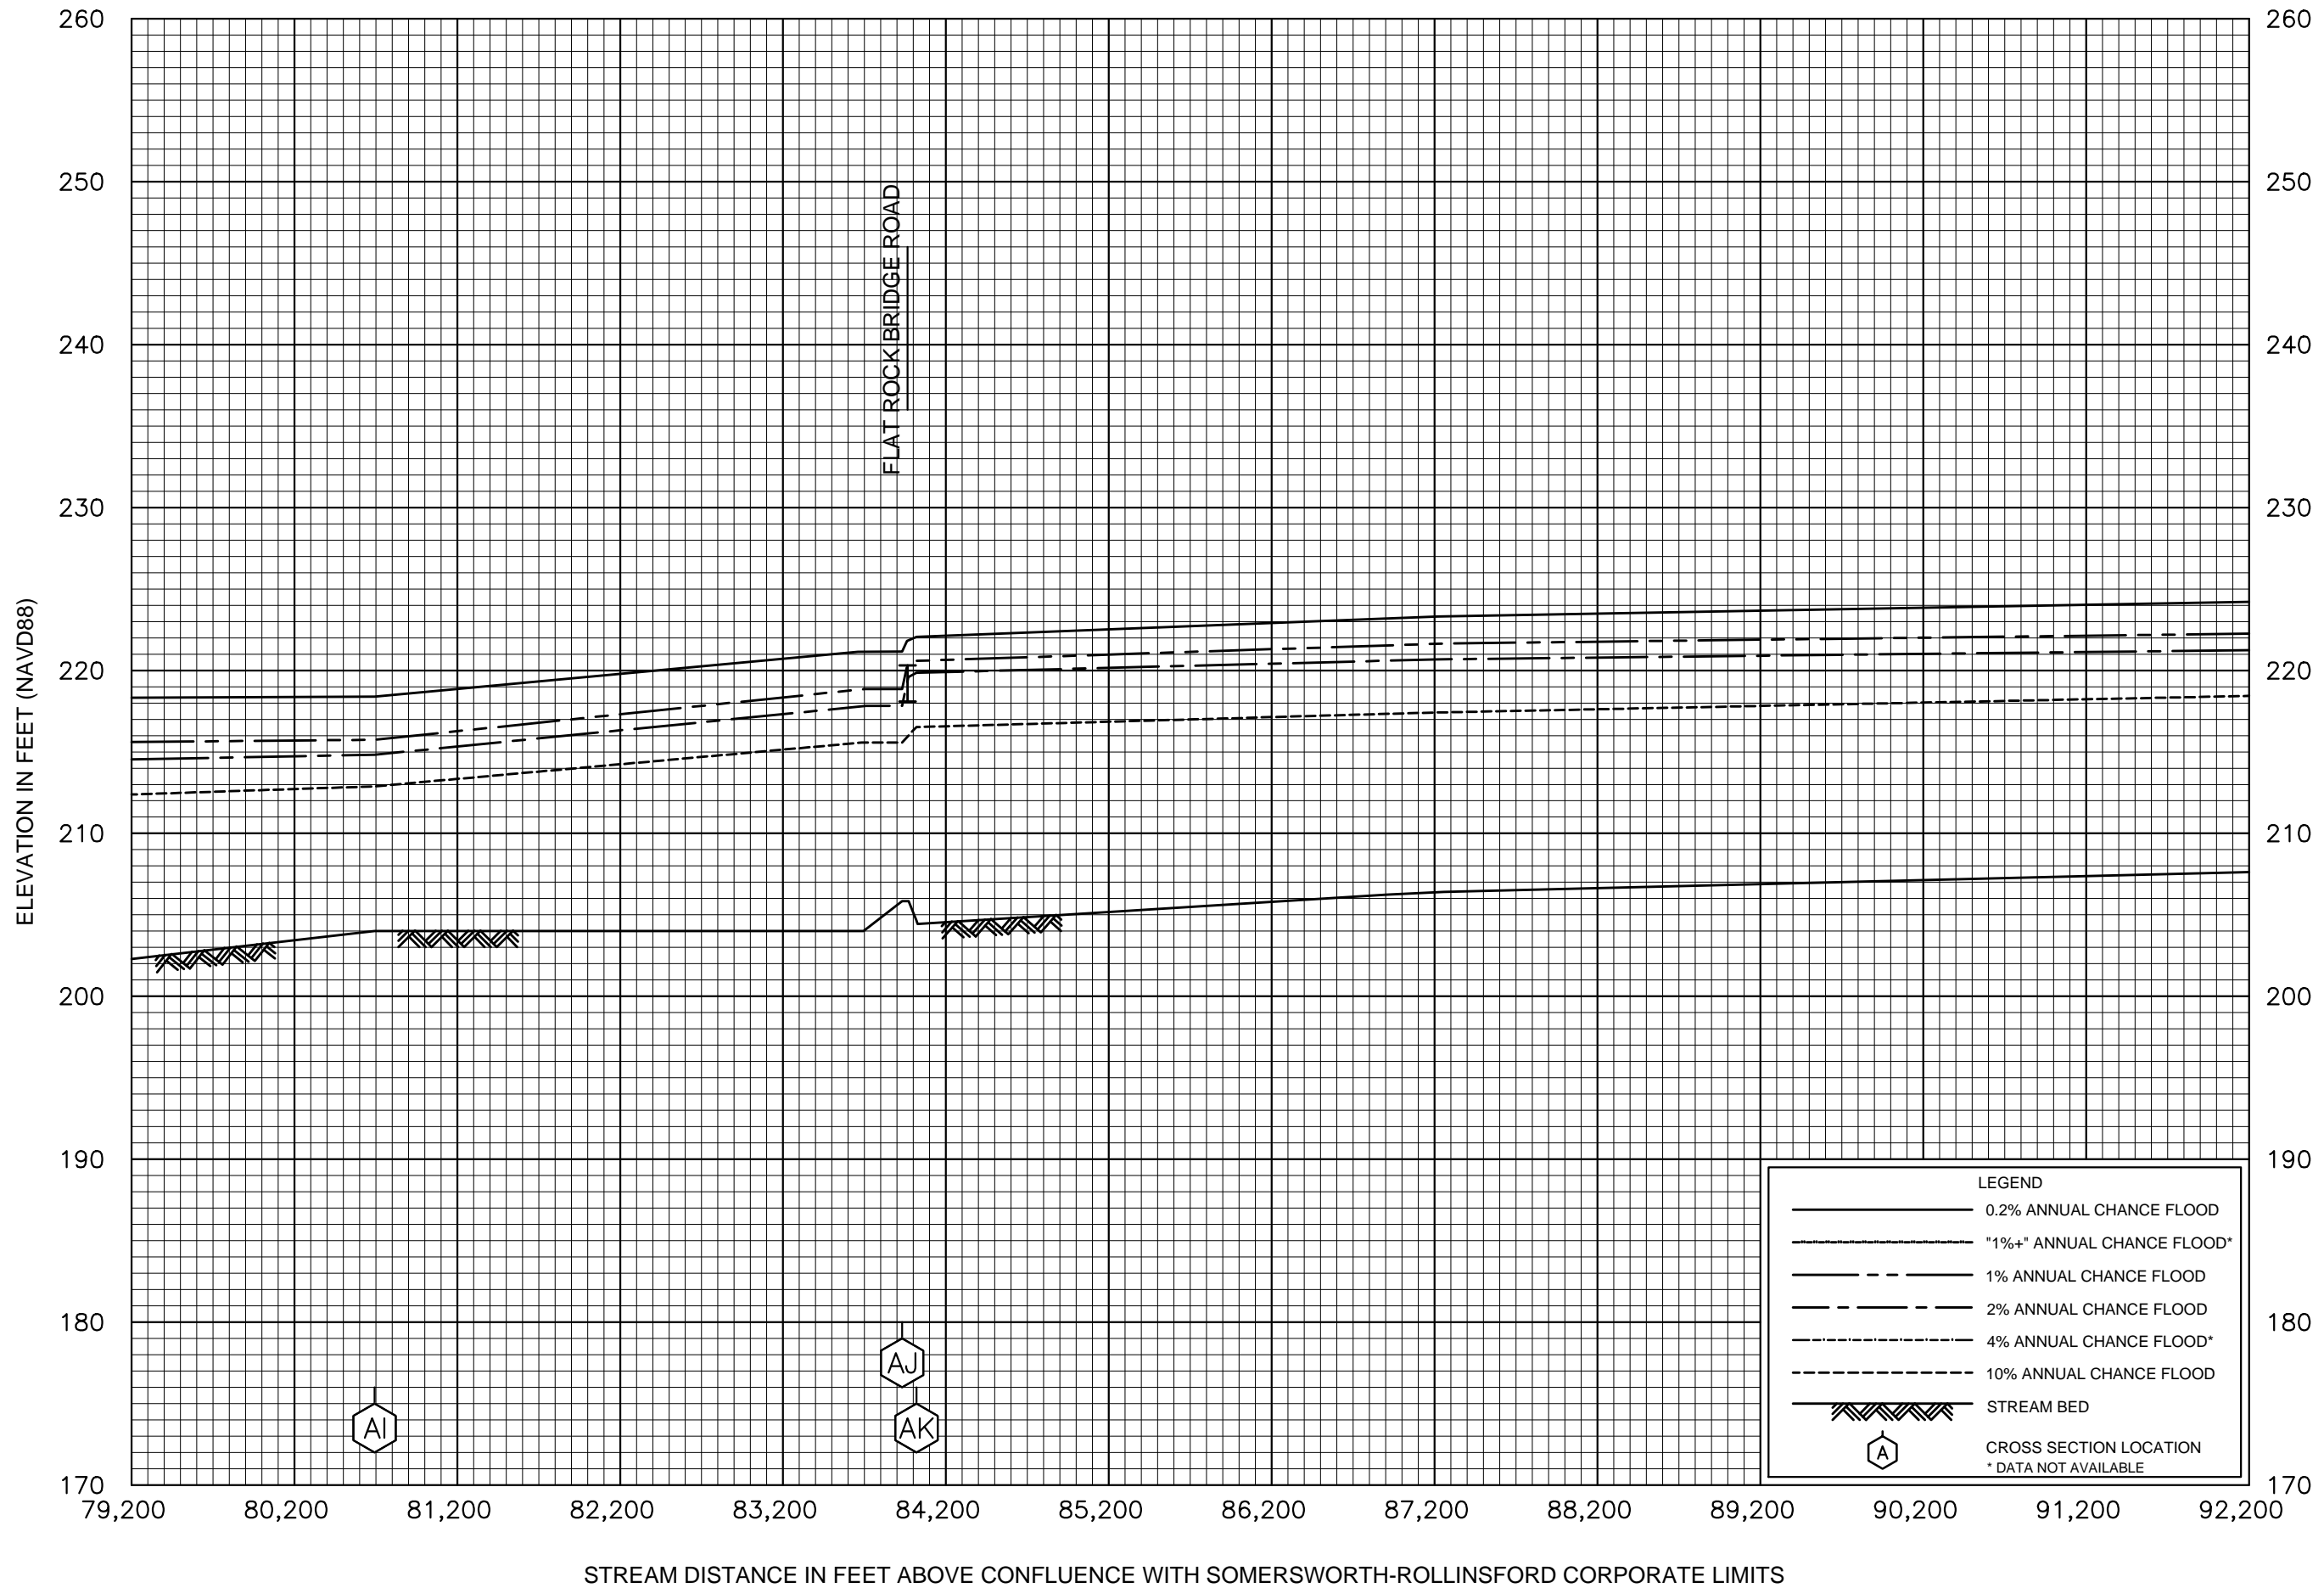 260
260
250
250
240
240
230
230
220
220
210
210
200
200
190
190
180
180
170
170
ELEVATION IN FEET (NAVD88)
FLAT ROCK BRIDGE ROAD
AI
AJ
AK
LEGEND
0.2% ANNUAL CHANCE FLOOD
"1%+" ANNUAL CHANCE FLOOD*
1% ANNUAL CHANCE FLOOD
2% ANNUAL CHANCE FLOOD
4% ANNUAL CHANCE FLOOD*
10% ANNUAL CHANCE FLOOD
STREAM BED
A
CROSS SECTION LOCATION
* DATA NOT AVAILABLE
79,200
80,200
81,200
82,200
83,200
84,200
85,200
86,200
87,200
88,200
89,200
90,200
91,200
92,200
STREAM DISTANCE IN FEET ABOVE CONFLUENCE WITH SOMERSWORTH-ROLLINSFORD CORPORATE LIMITS